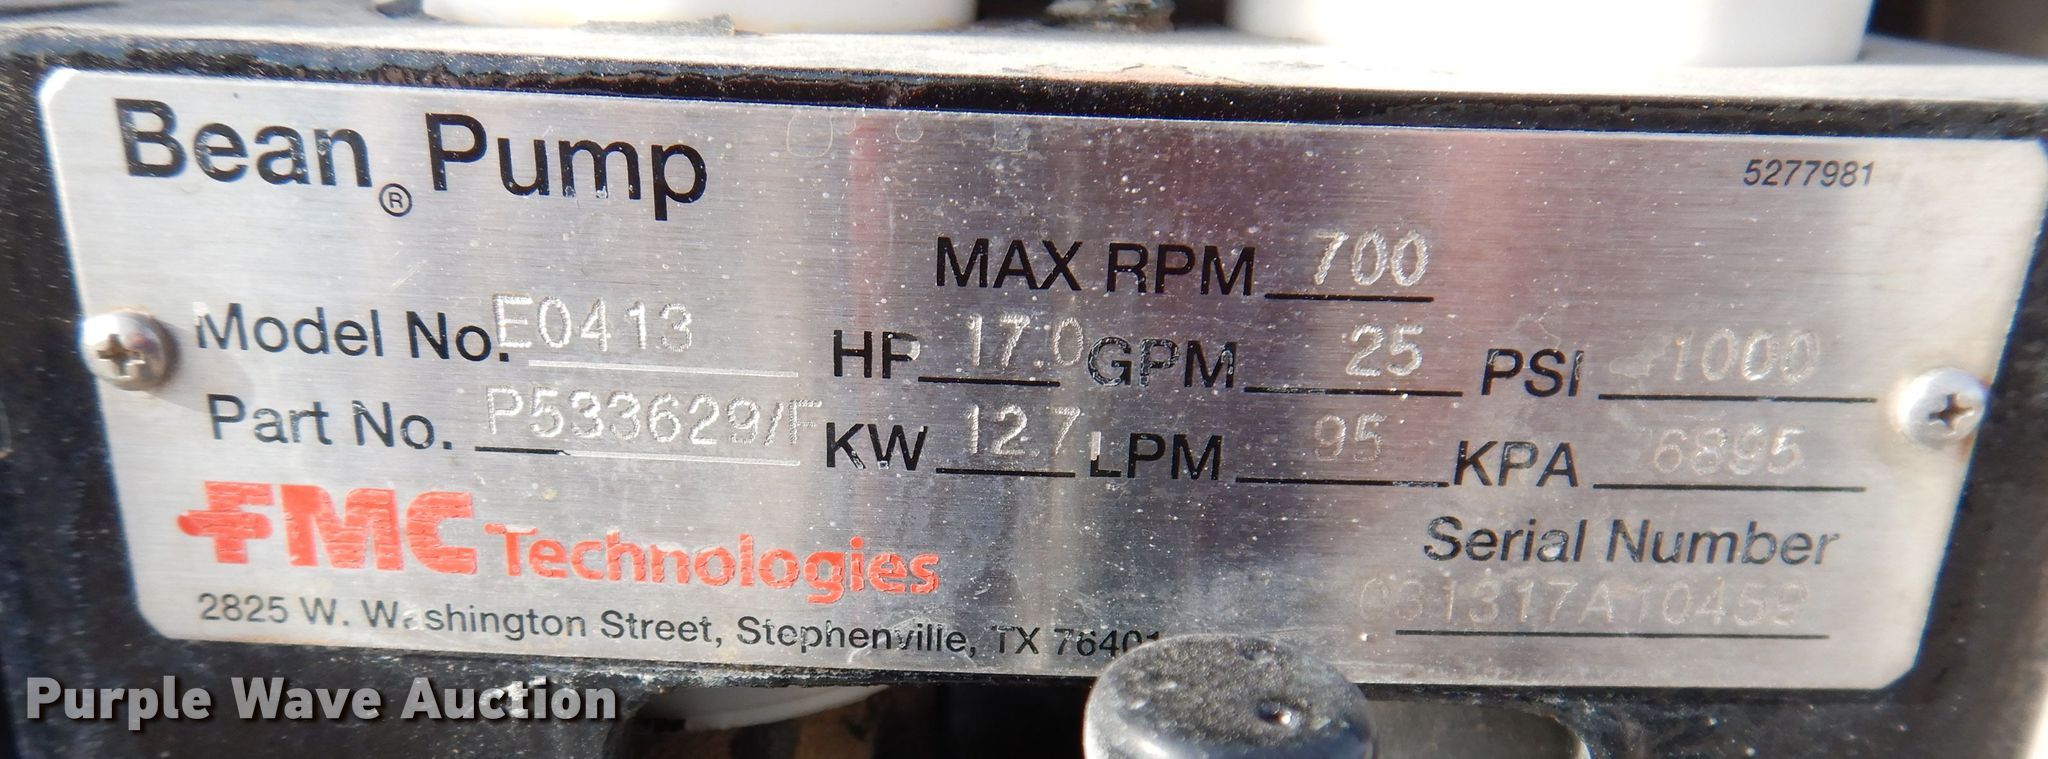 Bean® Pump
5277981
MAX RPM 700
Model No. E0413 HP 17.0 GPM 25 PSI 1000
Part No. P533629/F KW 12.7 LPM 95 KPA 6895
FMC Technologies
Serial Number
2825 W. Washington Street, Stephenville, TX 76401
Purple Wave Auction